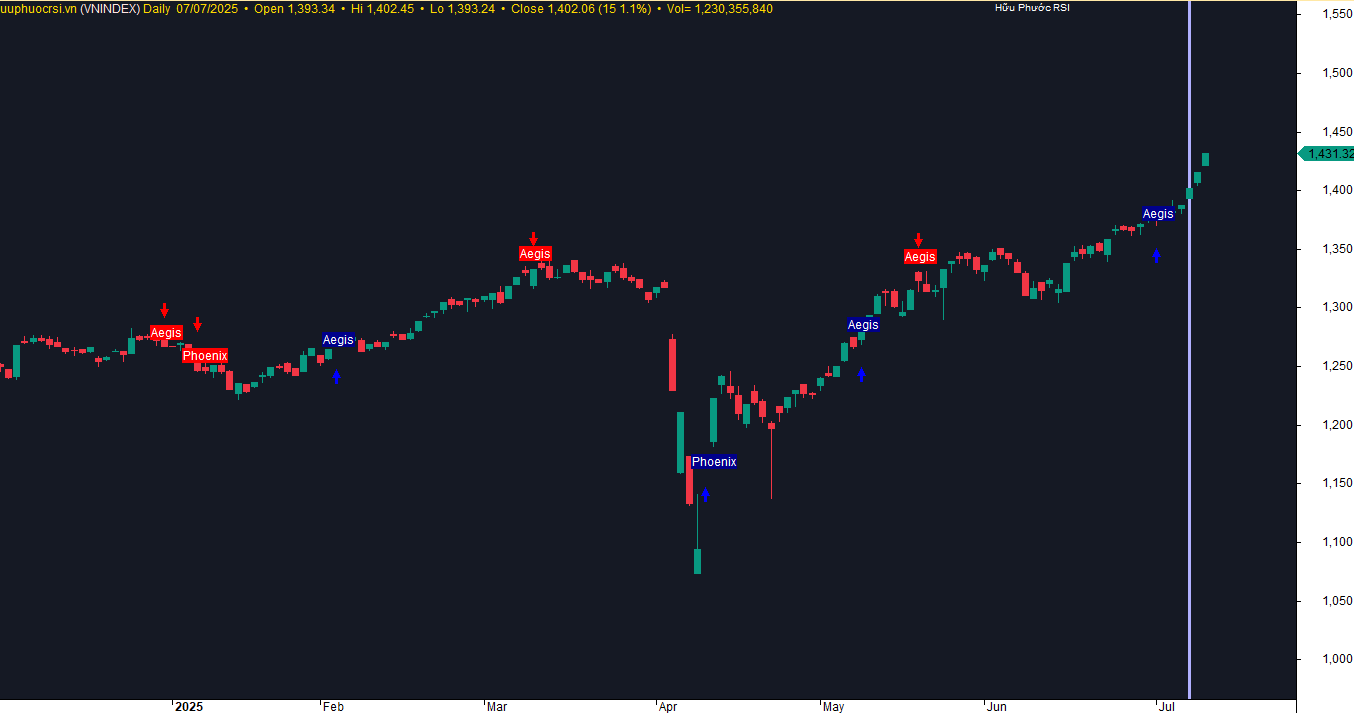 uuphuocrsi.vn (VNINDEX) Daily 07/07/2025 • Open 1,393.34 • Hi 1,402.45 • Lo 1,393.24 • Close 1,402.06 (15 1.1%) • Vol= 1,230,355,840
Hữu Phước RSI
1,550
1,500
1,450
1,431.32
1,400
Aegis
1,350
Aegis
Aegis
1,300
Aegis
Aegis
Aegis
Phoenix
1,250
1,200
Phoenix
1,150
1,100
1,050
1,000
2025 Feb Mar Apr May Jun Jul